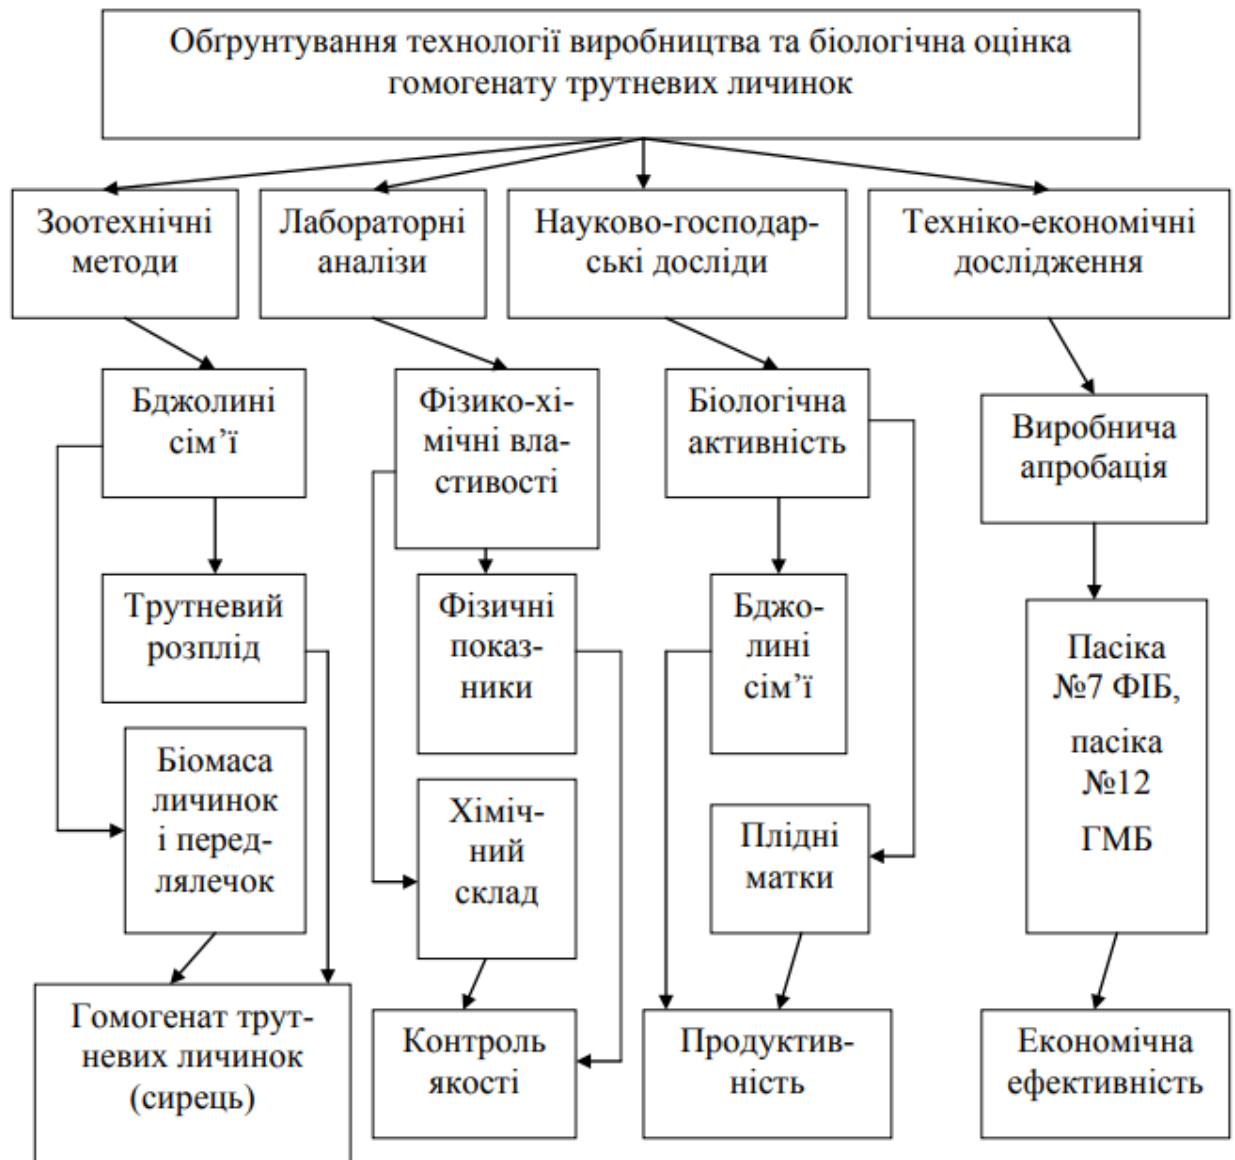 Обґрунтування технології виробництва та біологічна оцінка
гомогенату трутневих личинок
Зоотехнічні
методи
Лабораторні
аналізи
Науково-господар-
ські досліди
Техніко-економічні
дослідження
Бджолині
сім’ї
Фізико-хі-
мічні вла-
стивості
Біологічна
активність
Виробнича
апробація
Трутневий
розплід
Фізичні
показ-
ники
Бджо-
лині
сім’ї
Пасіка
№7 ФІБ,
пасіка
№12
ГМБ
Біомаса
личинок
і перед-
лялечок
Хіміч-
ний
склад
Плідні
матки
Гомогенат трут-
невих личинок
(сирець)
Контроль
якості
Продуктив-
ність
Економічна
ефективність